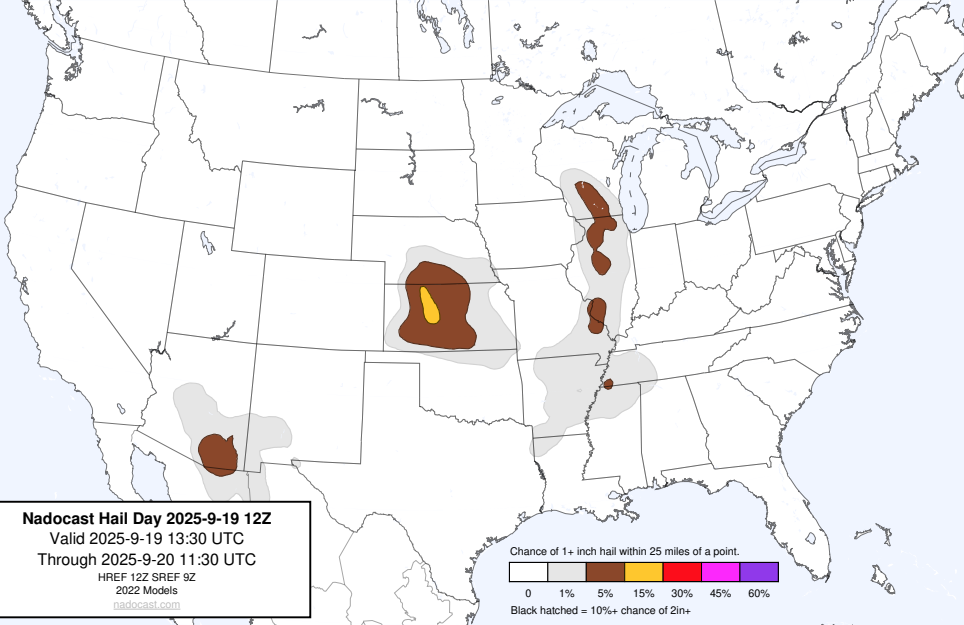 Nadocast Hail Day 2025-9-19 12Z
Valid 2025-9-19 13:30 UTC
Through 2025-9-20 11:30 UTC
HREF 12Z SREF 9Z
2022 Models
nadocast.com
Chance of 1+ inch hail within 25 miles of a point.
0 1% 5% 15% 30% 45% 60%
Black hatched = 10%+ chance of 2in+